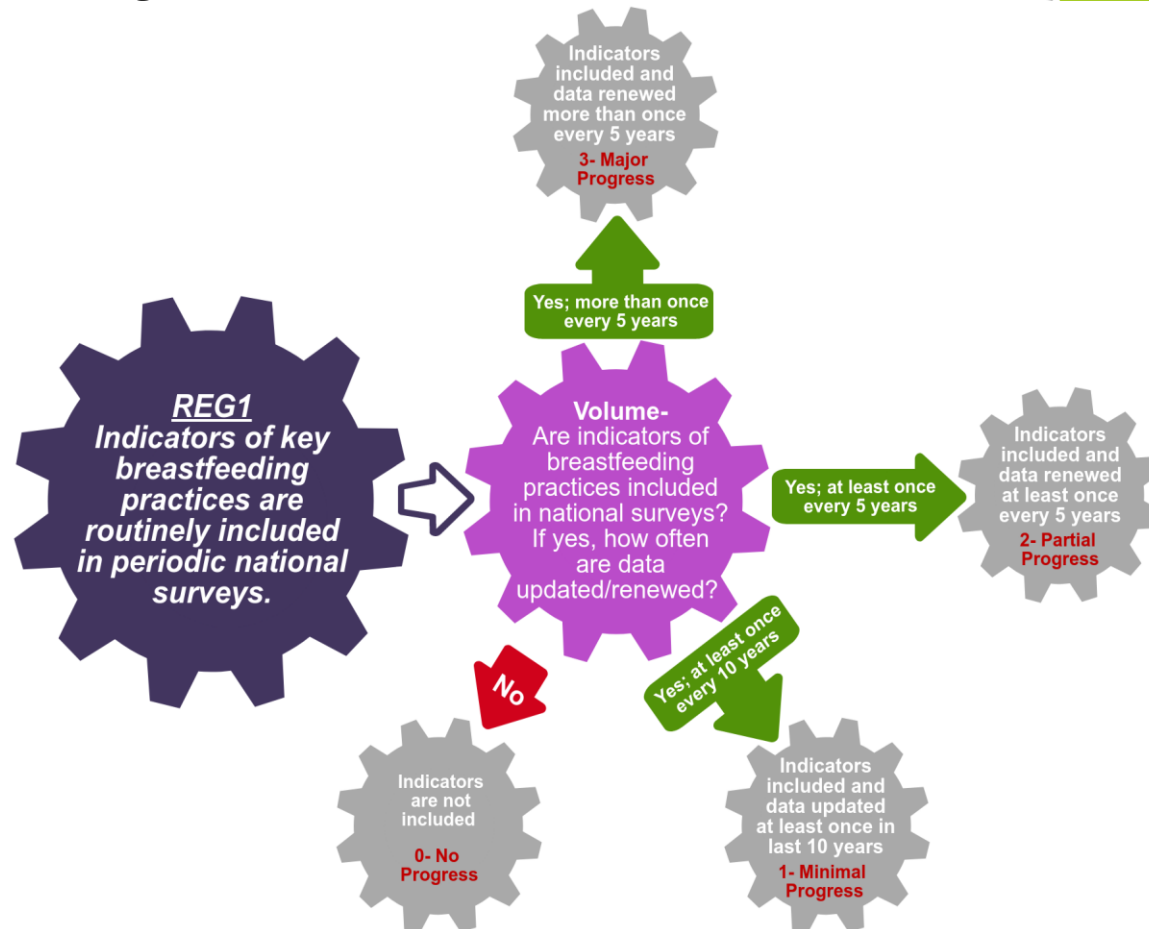 Indicators
included and
data renewed
more than once
every 5 years
3- Major
Progress
Yes; more than once
every 5 years
REG1
Indicators of key
breastfeeding
practices are
routinely included
in periodic national
surveys.
Volume-
Are indicators of
breastfeeding
practices included
in national surveys?
If yes, how often
are data
updated/renewed?
Yes; at least once
every 5 years
Indicators
included and
data renewed
at least once
every 5 years
2- Partial
Progress
No
Yes; at least once
every 10 years
Indicators
are not
included
0- No
Progress
Indicators
included and
data updated
at least once in
last 10 years
1- Minimal
Progress